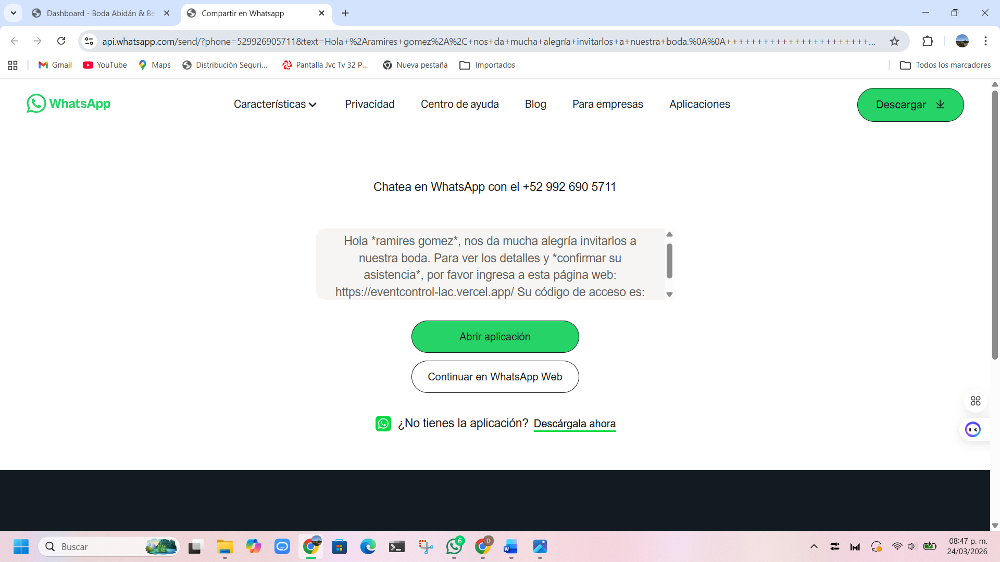 Dashboard - Boda Abidán & Be
Compartir en Whatsapp
api.whatsapp.com/send/?phone=529926905711&text=Hola+%2Aramires+gomez%2A%2C+nos+da+mucha+alegría+invitarlos+a+nuestra+boda.%0A%0A+++++++++++++++++++++++...
Gmail
YouTube
Maps
Distribución Seguri...
Pantalla Jvc Tv 32 P...
Nueva pestaña
Importados
Todos los marcadores
WhatsApp
Características
Privacidad
Centro de ayuda
Blog
Para empresas
Aplicaciones
Descargar
Chatea en WhatsApp con el +52 992 690 5711
Hola *ramires gomez*, nos da mucha alegría invitarlos a
nuestra boda. Para ver los detalles y *confirmar su
asistencia*, por favor ingresa a esta página web:
https://eventcontrol-lac.vercel.app/ Su código de acceso es:
Abrir aplicación
Continuar en WhatsApp Web
¿No tienes la aplicación? Descárgala ahora
Buscar
6
D
08:47 p. m.
24/03/2026